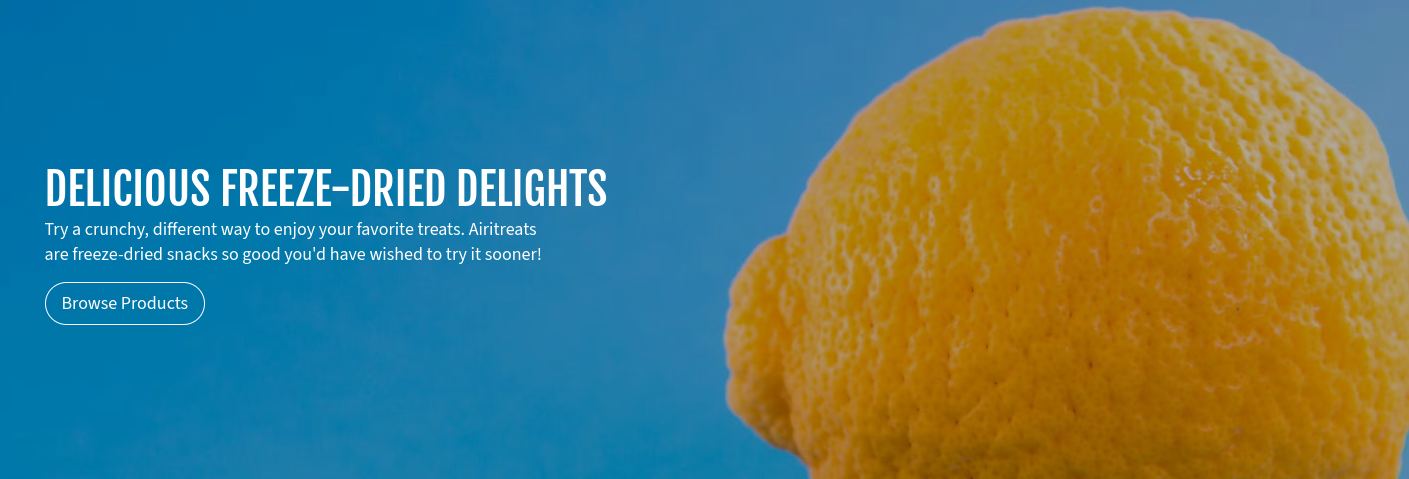 DELICIOUS FREEZE-DRIED DELIGHTS
Try a crunchy, different way to enjoy your favorite treats. Airitreats
are freeze-dried snacks so good you'd have wished to try it sooner!
Browse Products